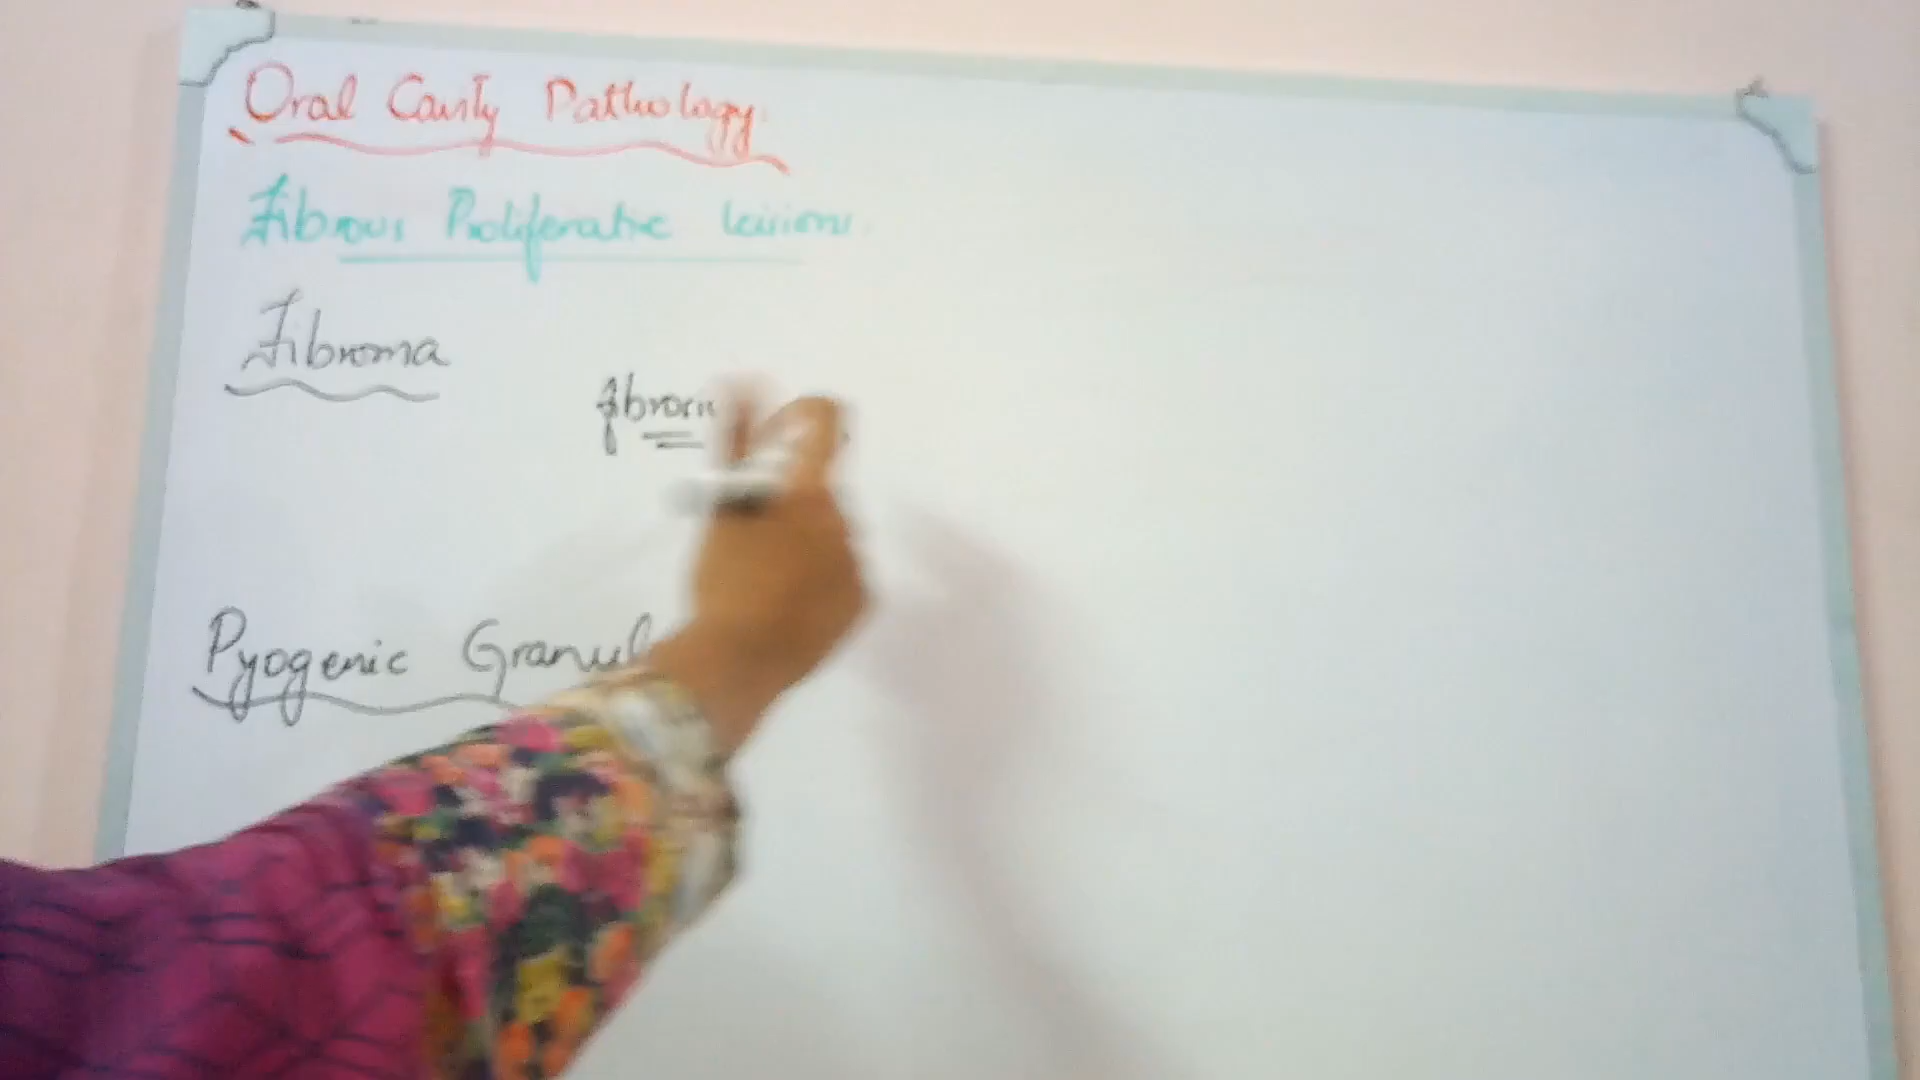 Oral Cavity Pathology
Fibrous Proliferative lesions.
Fibroma
Pyogenic